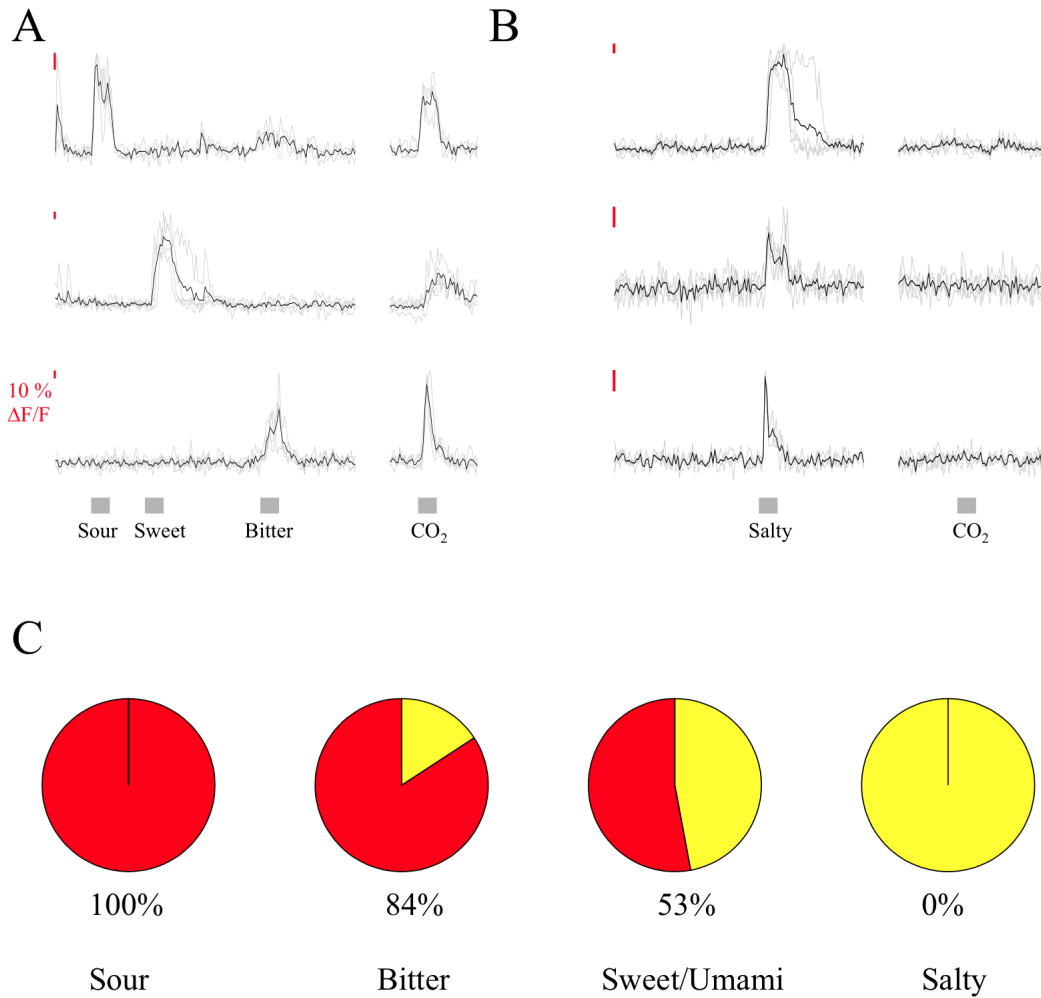 A
B
10 %
ΔF/F
Sour Sweet Bitter CO₂
Salty CO₂
C
100% 84% 53% 0%
Sour Bitter Sweet/Umami Salty